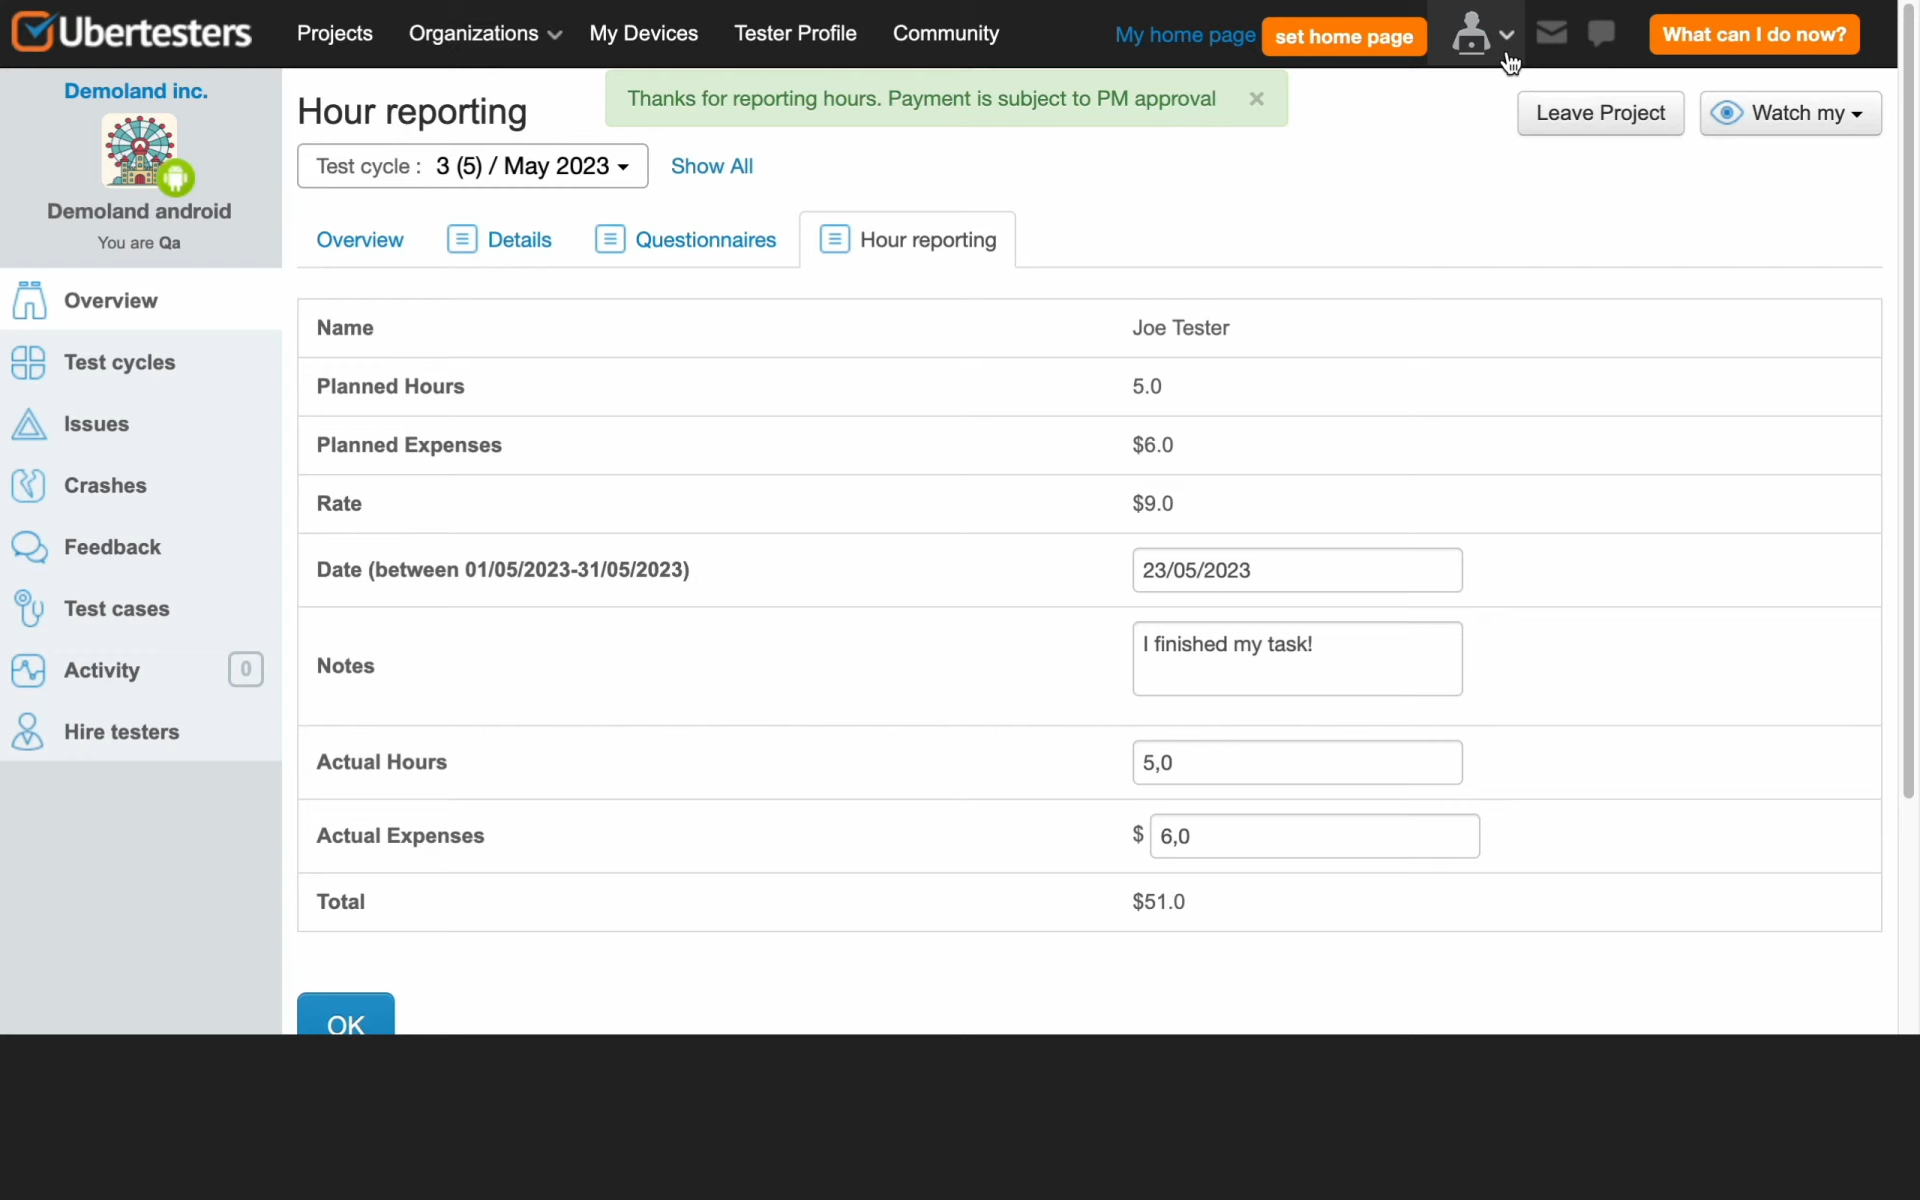 Ubertesters
Projects
Organizations
My Devices
Tester Profile
Community
My home page
set home page
What can I do now?
Demoland inc.
Demoland android
You are Qa
Overview
Test cycles
Issues
Crashes
Feedback
Test cases
Activity
0
Hire testers
Hour reporting
Thanks for reporting hours. Payment is subject to PM approval ×
Leave Project
Watch my
Test cycle : 3 (5) / May 2023
Show All
Overview
Details
Questionnaires
Hour reporting
Name Joe Tester
Planned Hours 5.0
Planned Expenses $6.0
Rate $9.0
Date (between 01/05/2023-31/05/2023) 23/05/2023
Notes I finished my task!
Actual Hours 5,0
Actual Expenses $ 6,0
Total $51.0
OK